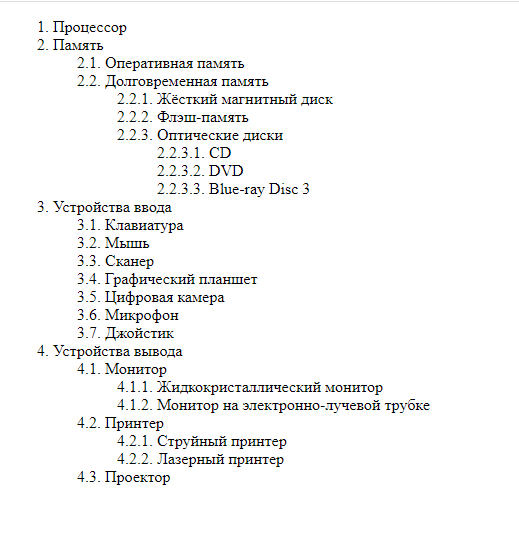 1. Процессор
2. Память
2.1. Оперативная память
2.2. Долговременная память
2.2.1. Жёсткий магнитный диск
2.2.2. Флэш-память
2.2.3. Оптические диски
2.2.3.1. CD
2.2.3.2. DVD
2.2.3.3. Blue-ray Disc 3
3. Устройства ввода
3.1. Клавиатура
3.2. Мышь
3.3. Сканер
3.4. Графический планшет
3.5. Цифровая камера
3.6. Микрофон
3.7. Джойстик
4. Устройства вывода
4.1. Монитор
4.1.1. Жидкокристаллический монитор
4.1.2. Монитор на электронно-лучевой трубке
4.2. Принтер
4.2.1. Струйный принтер
4.2.2. Лазерный принтер
4.3. Проектор